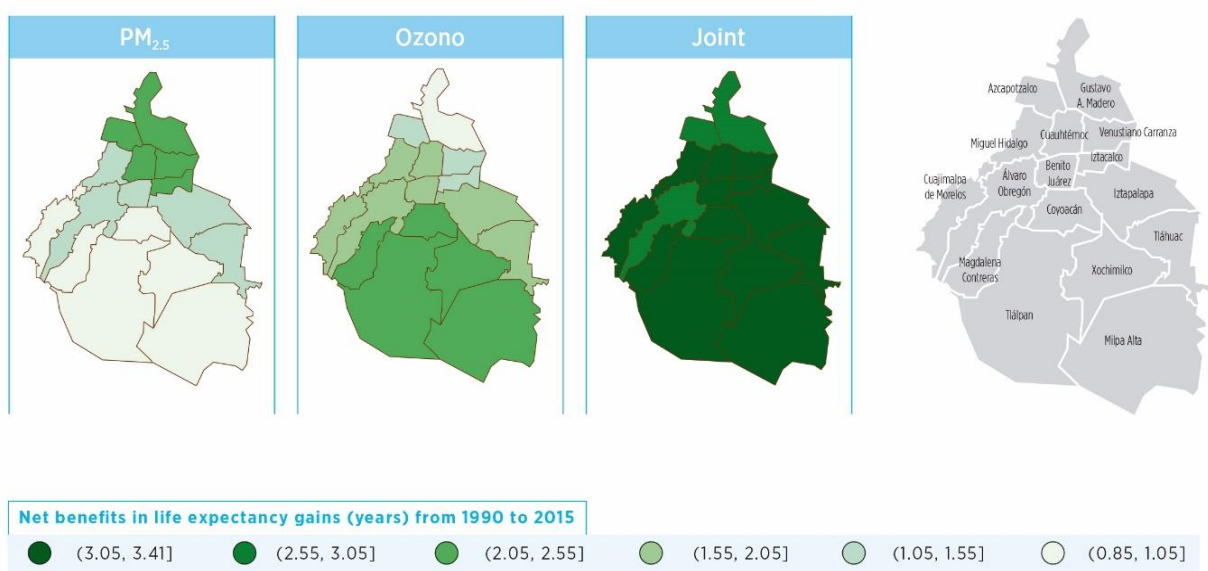 PM2.5
Ozono
Joint
Azcapotzalco
Gustavo
A. Madero
Miguel Hidalgo
Cuauhtémoc
Venustiano Carranza
Iztacalco
Cuajimalpa
de Morelos
Álvaro
Obregón
Benito
Juárez
Iztapalapa
Coyoacán
Tláhuac
Magdalena
Contreras
Xochimilco
Tlálpan
Milpa Alta
Net benefits in life expectancy gains (years) from 1990 to 2015
(3.05, 3.41]
(2.55, 3.05]
(2.05, 2.55]
(1.55, 2.05]
(1.05, 1.55]
(0.85, 1.05]